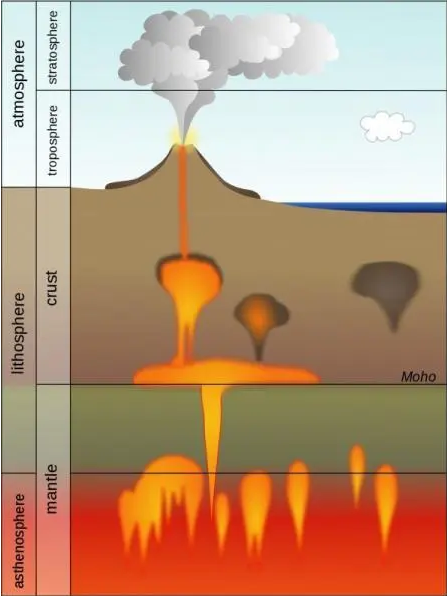 atmosphere
stratosphere
troposphere
lithosphere
crust
Moho
mantle
asthenosphere